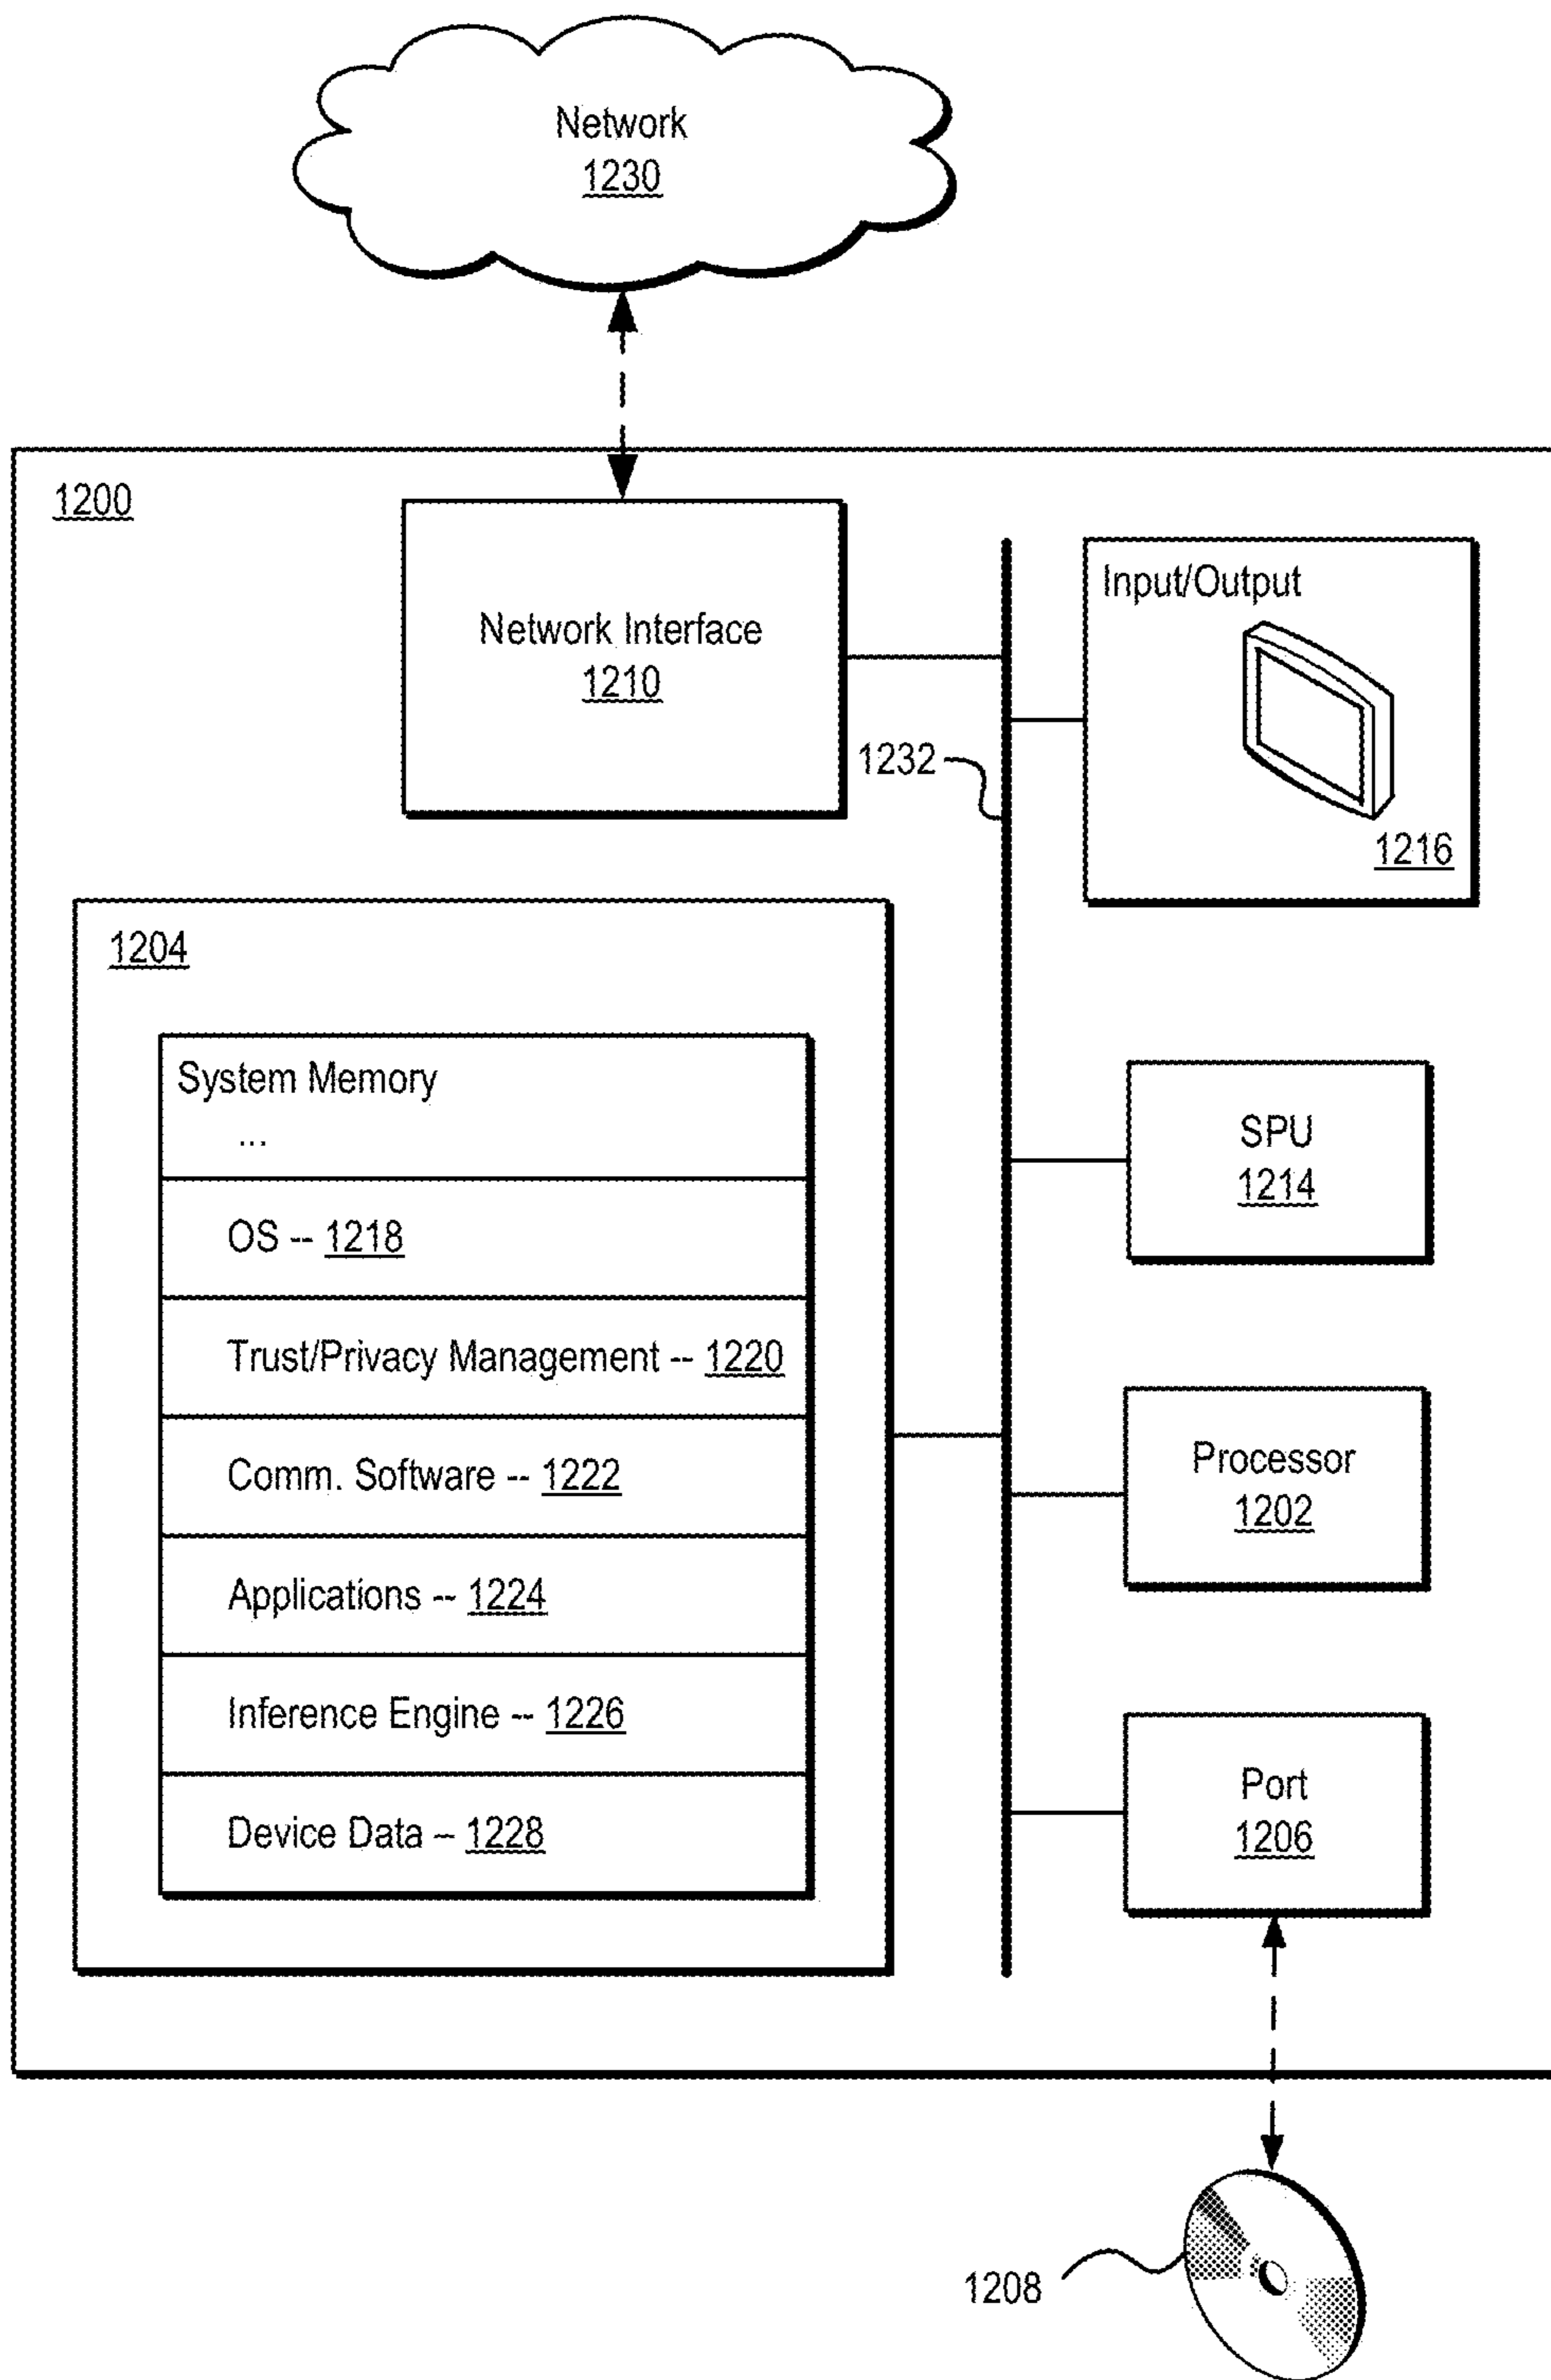 Network
1230
1200
Network Interface
1210
Input/Output
1232
1216
1204
System Memory
...
OS -- 1218
Trust/Privacy Management -- 1220
Comm. Software -- 1222
Applications -- 1224
Inference Engine -- 1226
Device Data -- 1228
SPU
1214
Processor
1202
Port
1206
1208